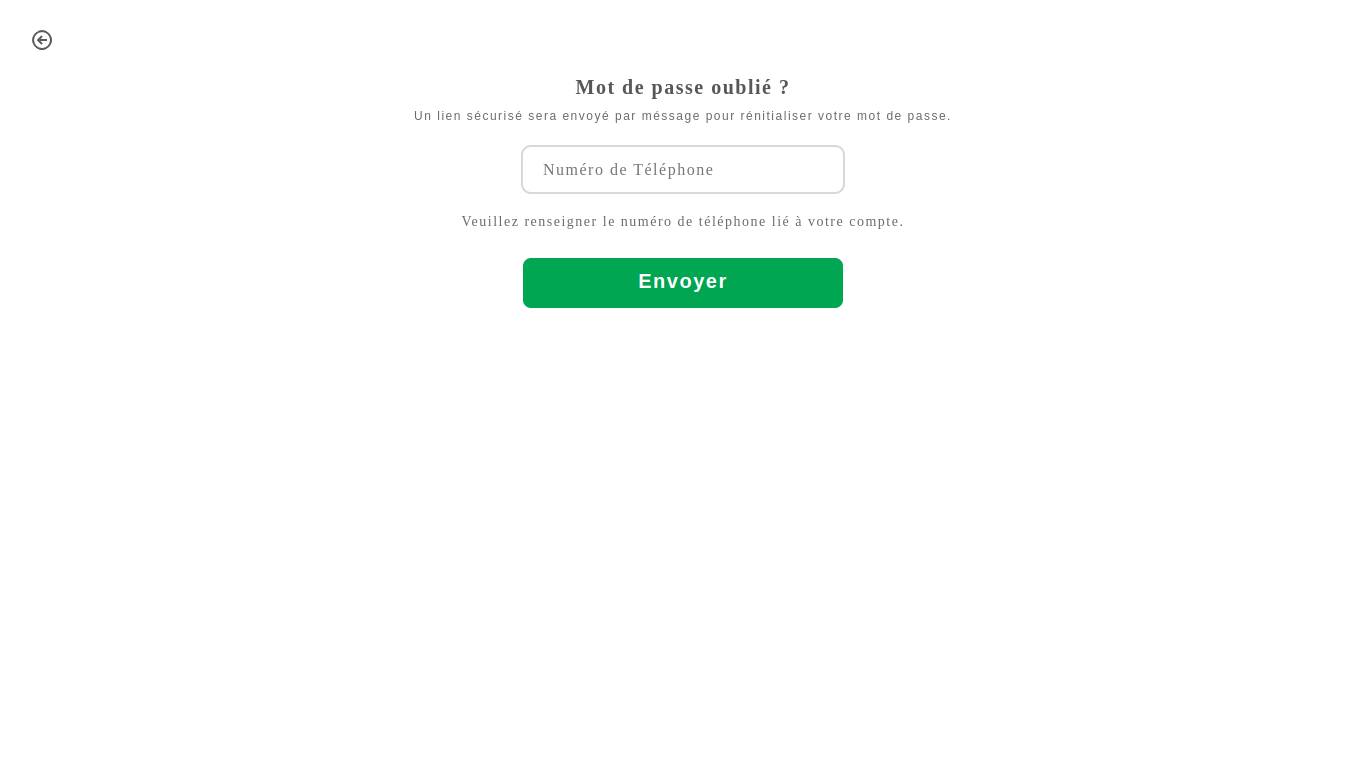 Mot de passe oublié ?
Un lien sécurisé sera envoyé par méssage pour rénitialiser votre mot de passe.
Numéro de Téléphone
Veuillez renseigner le numéro de téléphone lié à votre compte.
Envoyer